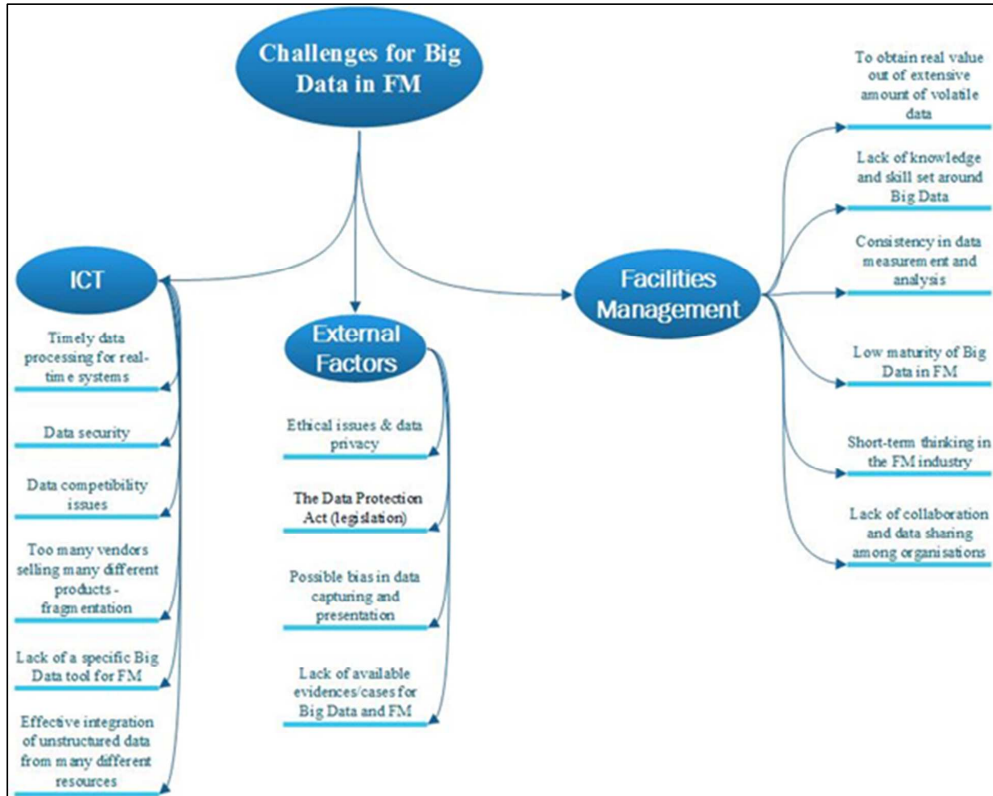 Challenges for Big
Data in FM
ICT
Timely data
processing for real-
time systems
Data security
Data competibility
issues
Too many vendors
selling many different
products -
fragmentation
Lack of a specific Big
Data tool for FM
Effective integration
of unstructured data
from many different
resources
External
Factors
Ethical issues & data
privacy
The Data Protection
Act (legislation)
Possible bias in data
capturing and
presentation
Lack of available
evidences/cases for
Big Data and FM
Facilities
Management
To obtain real value
out of extensive
amount of volatile
data
Lack of knowledge
and skill set around
Big Data
Consistency in data
measurement and
analysis
Low maturity of Big
Data in FM
Short-term thinking in
the FM industry
Lack of collaboration
and data sharing
among organisations